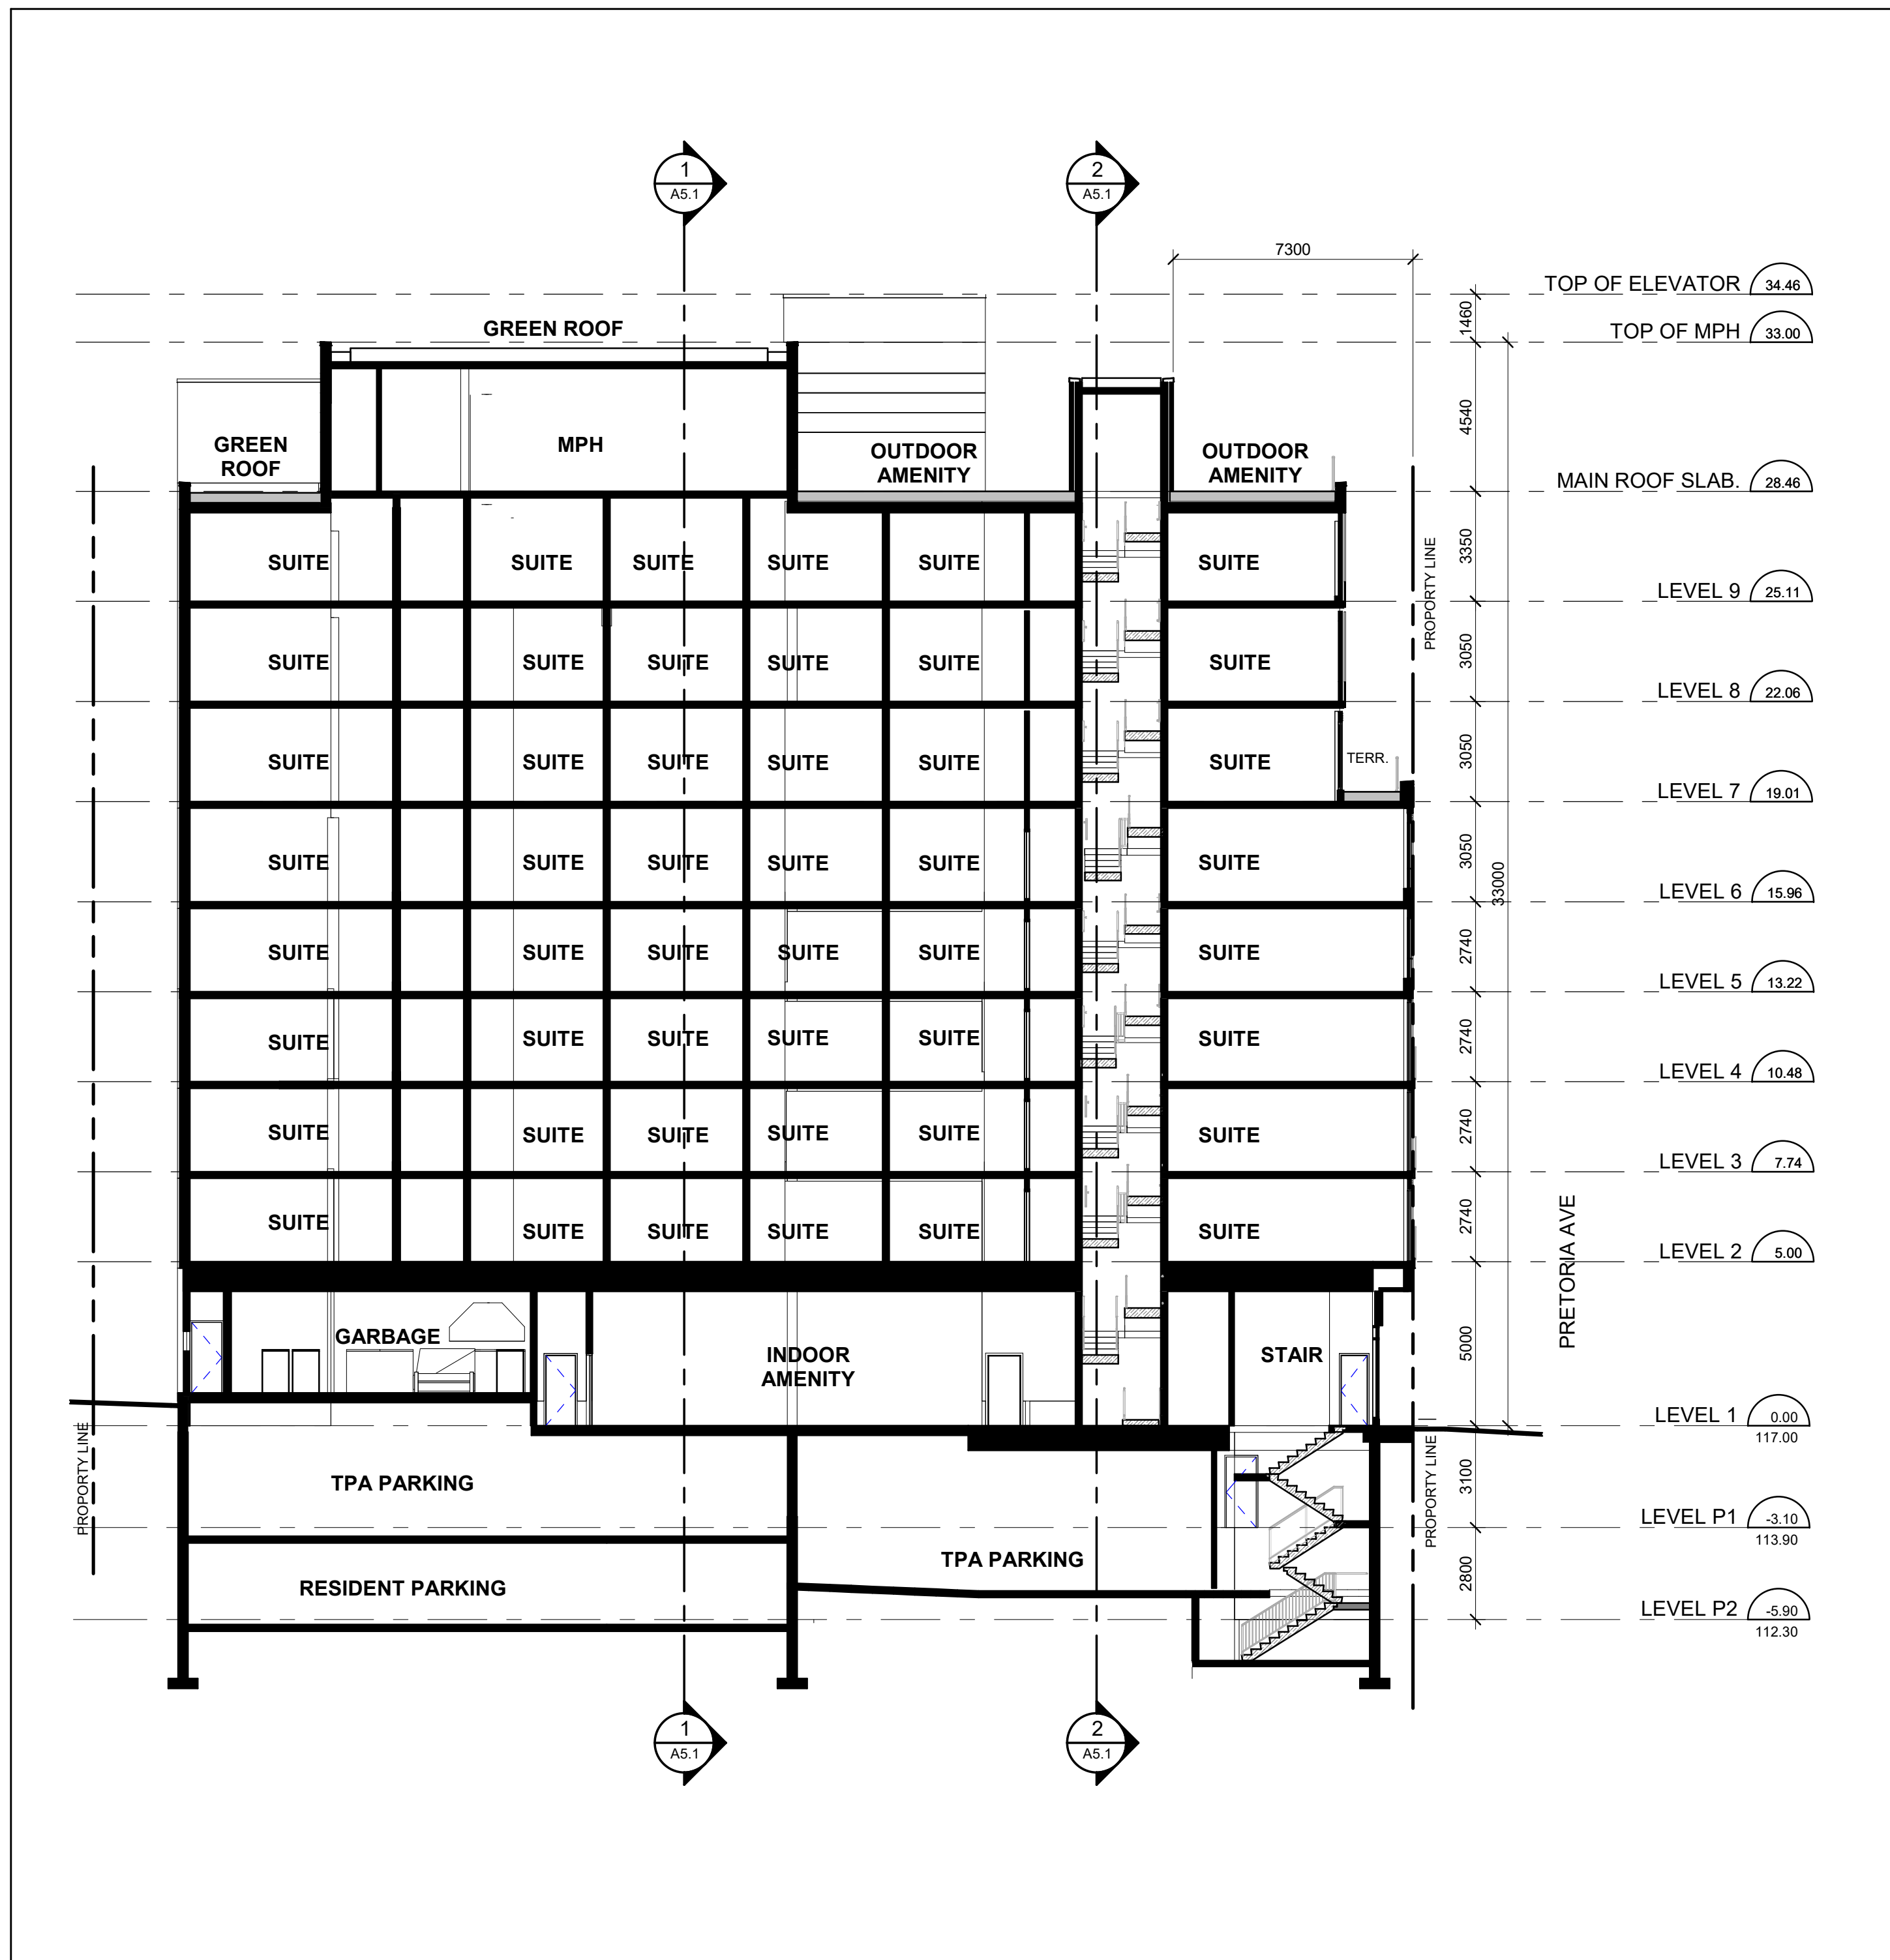 1
A5.1
2
A5.1
7300
TOP OF ELEVATOR 34.46
1460
GREEN ROOF
TOP OF MPH 33.00
4540
GREEN
ROOF
MPH
OUTDOOR
AMENITY
OUTDOOR
AMENITY
MAIN ROOF SLAB. 28.46
3350
PROPORTY LINE
SUITE SUITE SUITE SUITE SUITE SUITE
LEVEL 9 25.11
3050
SUITE SUITE SUITE SUITE SUITE SUITE
LEVEL 8 22.06
3050
SUITE SUITE SUITE SUITE SUITE SUITE
TERR.
LEVEL 7 19.01
3050
SUITE SUITE SUITE SUITE SUITE SUITE
33000
LEVEL 6 15.96
2740
SUITE SUITE SUITE SUITE SUITE SUITE
LEVEL 5 13.22
2740
SUITE SUITE SUITE SUITE SUITE SUITE
LEVEL 4 10.48
2740
SUITE SUITE SUITE SUITE SUITE SUITE
LEVEL 3 7.74
2740
SUITE SUITE SUITE SUITE SUITE SUITE
LEVEL 2 5.00
PRETORIA AVE
5000
GARBAGE
INDOOR
AMENITY
STAIR
LEVEL 1 0.00
117.00
PROPORTY LINE
PROPORTY LINE
3100
TPA PARKING
LEVEL P1 -3.10
113.90
TPA PARKING
2800
RESIDENT PARKING
LEVEL P2 -5.90
112.30
1
A5.1
2
A5.1